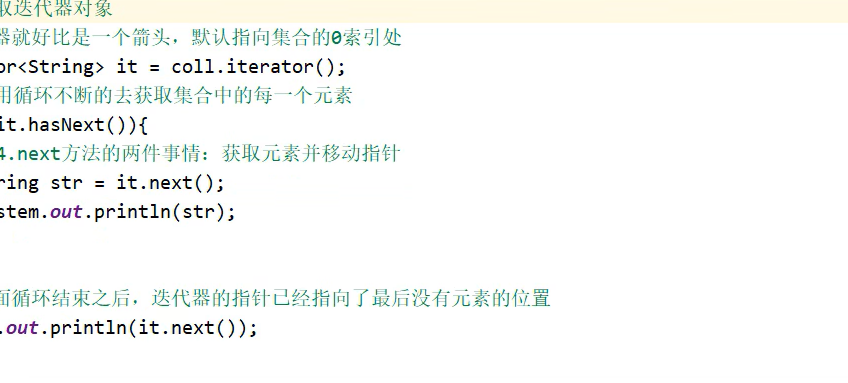 取迭代器对象
器就好比是一个箭头，默认指向集合的0索引处
or<String> it = coll.iterator();
用循环不断的去获取集合中的每一个元素
it.hasNext()){
4.next方法的两件事情：获取元素并移动指针
ring str = it.next();
stem.out.println(str);
面循环结束之后，迭代器的指针已经指向了最后没有元素的位置
.out.println(it.next());